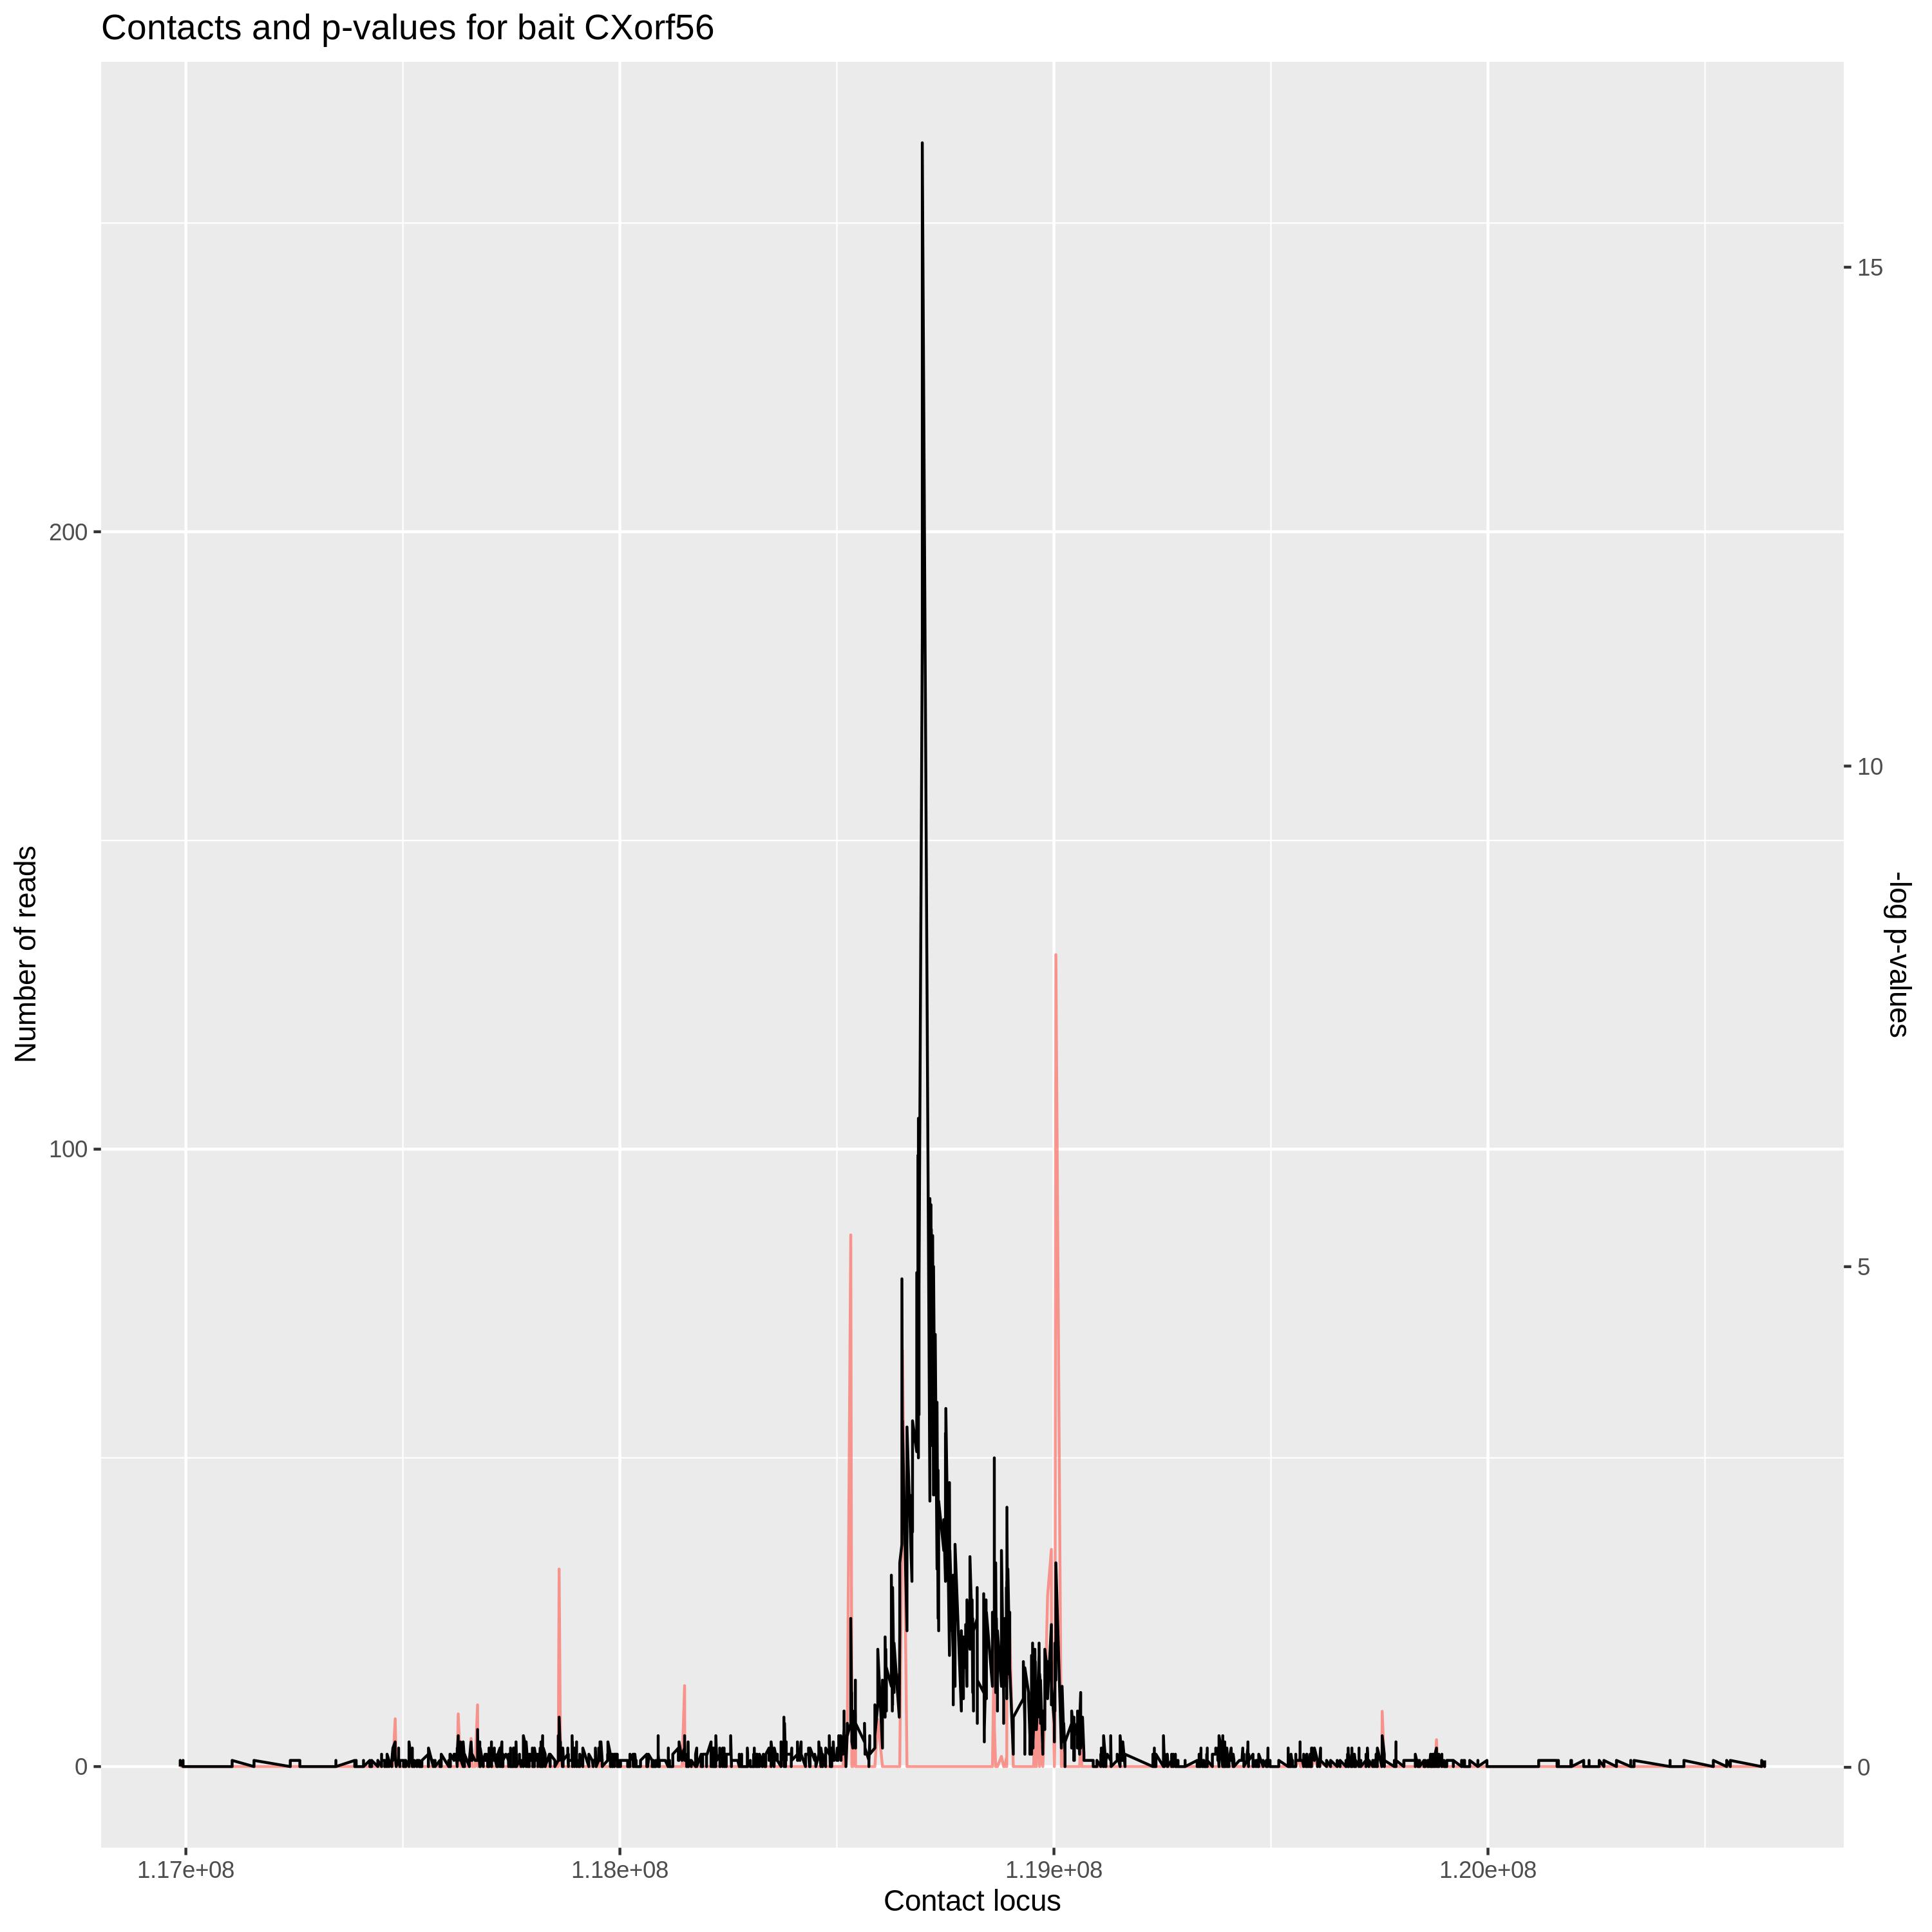 Contacts and p-values for bait CXorf56
Number of reads
200
100
0
15
10
5
0
-log p-values
1.17e+08
1.18e+08
1.19e+08
1.20e+08
Contact locus